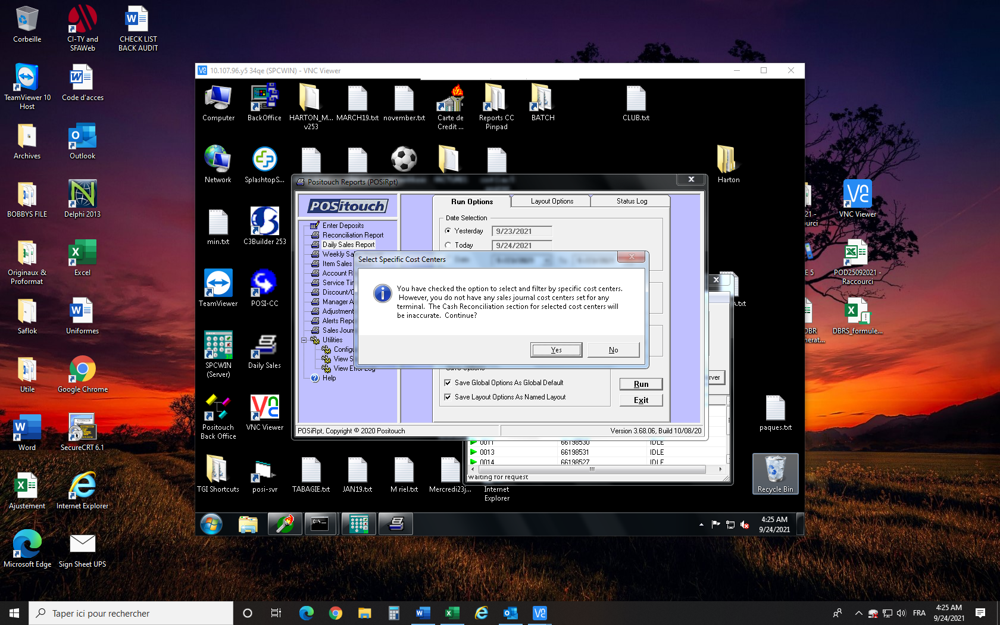 Corbeille
CI-TY and
SFAWeb
CHECK LIST
BACK AUDIT
TeamViewer 10
Host
Code d'acces
Archives
Outlook
BOBBYS FILE
Delphi 2013
Originaux &
Proformat
Excel
Saflok
Uniformes
Utile
Google Chrome
Word
SecureCRT 6.1
Ajustement
Internet Explorer
Microsoft Edge
Sign Sheet UPS
10.107.96.y5 34qe (SPCWIN) - VNC Viewer
Computer
BackOffice
HARTON_M...
v253
MARCH19.txt
november.txt
Carte de
Credit ...
Reports CC
Pinpad
BATCH
CLUB.txt
Network
SplashtopS...
Harton
min.txt
C3Builder 253
TeamViewer
POSI-CC
SPCWIN
(Server)
Daily Sales
Positouch
Back Office
VNC Viewer
TGI Shortcuts
posi-svr
TABAGIE.txt
JAN19.txt
M riel.txt
Mercredi23j...
Internet
Explorer
paques.txt
Recycle Bin
Positouch Reports (POSiRpt)
POSitouch
Enter Deposits
Reconciliation Report
Daily Sales Report
Weekly Sa
Item Sales
Account R
Service Tim
Discount/C
Manager A
Adjustment
Alerts Repo
Sales Journ
Utilities
Configu
View S
View Error Log
Help
Run Options
Layout Options
Status Log
Date Selection
Yesterday
9/23/2021
Today
9/24/2021
Select Specific Cost Centers
You have checked the option to select and filter by specific cost centers.
However, you do not have any sales journal cost centers set for any
terminal. The Cash Reconciliation section for selected cost centers will
be inaccurate. Continue?
Yes
No
Save Options
Save Global Options As Global Default
Save Layout Options As Named Layout
Run
Exit
POSiRpt, Copyright © 2020 Positouch
Version 3.68.06, Build 10/08/20
rver
0011 66198530 IDLE
0013 66198531 IDLE
0014 66198527 IDLE
Waiting for request
4:25 AM
9/24/2021
VNC Viewer
POD25092021 -
Raccourci
DBRS_formule...
Taper ici pour rechercher
FRA
4:25 AM
9/24/2021